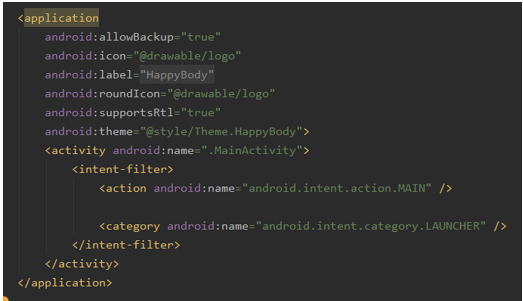 <application
    android:allowBackup="true"
    android:icon="@drawable/logo"
    android:label="HappyBody"
    android:roundIcon="@drawable/logo"
    android:supportsRtl="true"
    android:theme="@style/Theme.HappyBody">
    <activity android:name=".MainActivity">
        <intent-filter>
            <action android:name="android.intent.action.MAIN" />
            <category android:name="android.intent.category.LAUNCHER" />
        </intent-filter>
    </activity>
</application>